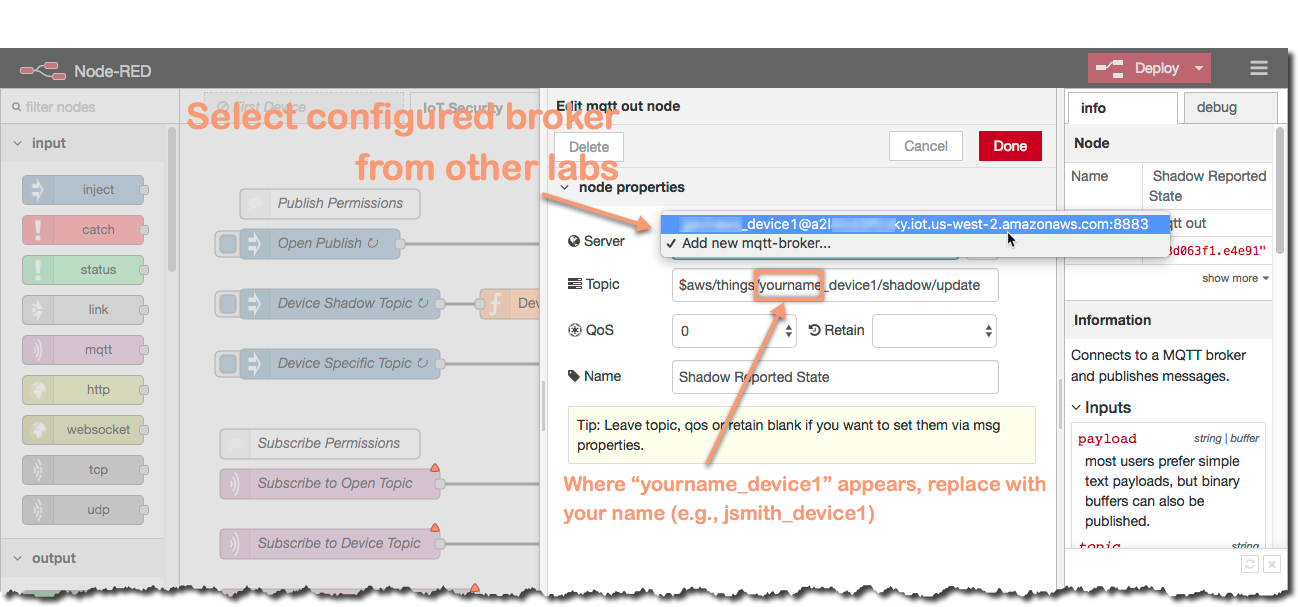 Node-RED
Deploy
filter nodes
First Device
IoT Security
Edit mqtt out node
info
debug
Select configured broker
from other labs
Delete
Cancel
Done
input
inject
catch
status
link
mqtt
http
websocket
tcp
udp
output
Publish Permissions
Open Publish ↻
Device Shadow Topic ↻
Dev
Device Specific Topic ↻
Subscribe Permissions
Subscribe to Open Topic
Subscribe to Device Topic
node properties
Server
_device1@a2l
ky.iot.us-west-2.amazonaws.com:8883
✓ Add new mqtt-broker...
Topic
$aws/things/yourname_device1/shadow/update
QoS
0
Retain
Name
Shadow Reported State
Tip: Leave topic, qos or retain blank if you want to set them via msg
properties.
Where “yourname_device1” appears, replace with
your name (e.g., jsmith_device1)
Node
Name
Shadow Reported
State
qtt out
3d063f1.e4e91"
show more
Information
Connects to a MQTT broker
and publishes messages.
Inputs
payload
string | buffer
most users prefer simple
text payloads, but binary
buffers can also be
published.
topic
string